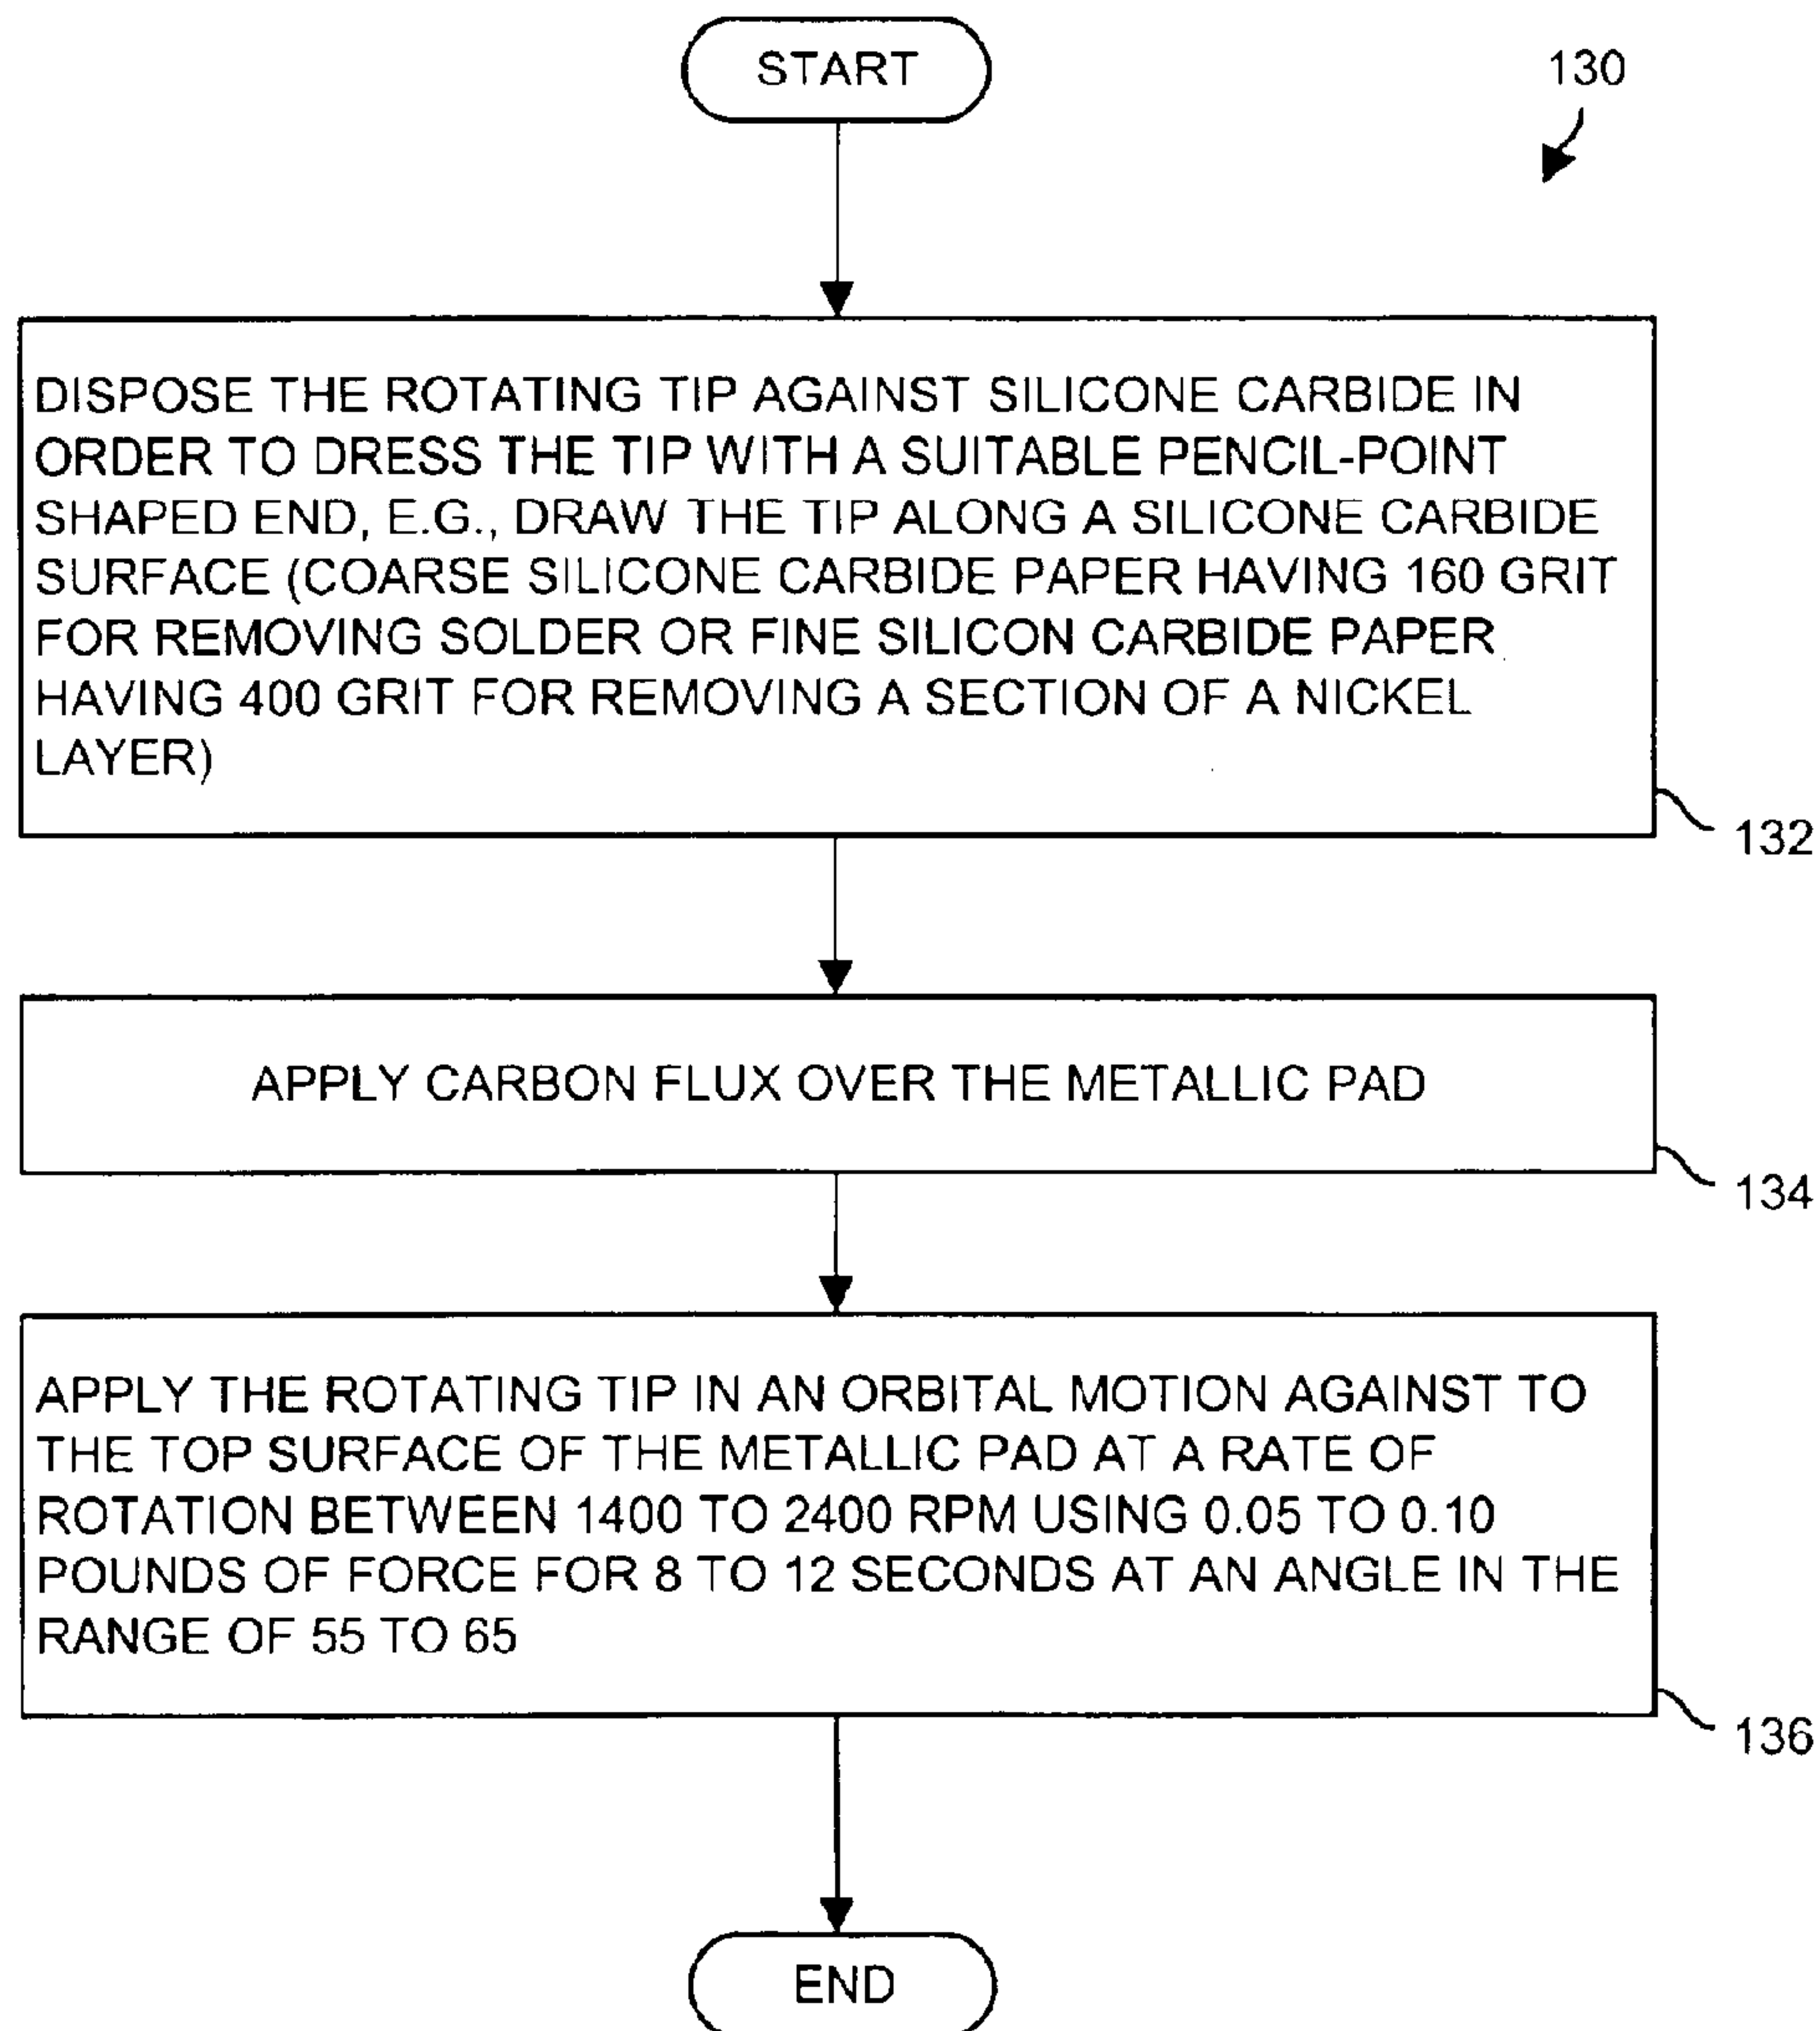 START
130
DISPOSE THE ROTATING TIP AGAINST SILICONE CARBIDE IN
ORDER TO DRESS THE TIP WITH A SUITABLE PENCIL-POINT
SHAPED END, E.G., DRAW THE TIP ALONG A SILICONE CARBIDE
SURFACE (COARSE SILICONE CARBIDE PAPER HAVING 160 GRIT
FOR REMOVING SOLDER OR FINE SILICON CARBIDE PAPER
HAVING 400 GRIT FOR REMOVING A SECTION OF A NICKEL
LAYER)
132
APPLY CARBON FLUX OVER THE METALLIC PAD
134
APPLY THE ROTATING TIP IN AN ORBITAL MOTION AGAINST TO
THE TOP SURFACE OF THE METALLIC PAD AT A RATE OF
ROTATION BETWEEN 1400 TO 2400 RPM USING 0.05 TO 0.10
POUNDS OF FORCE FOR 8 TO 12 SECONDS AT AN ANGLE IN THE
RANGE OF 55 TO 65
136
END